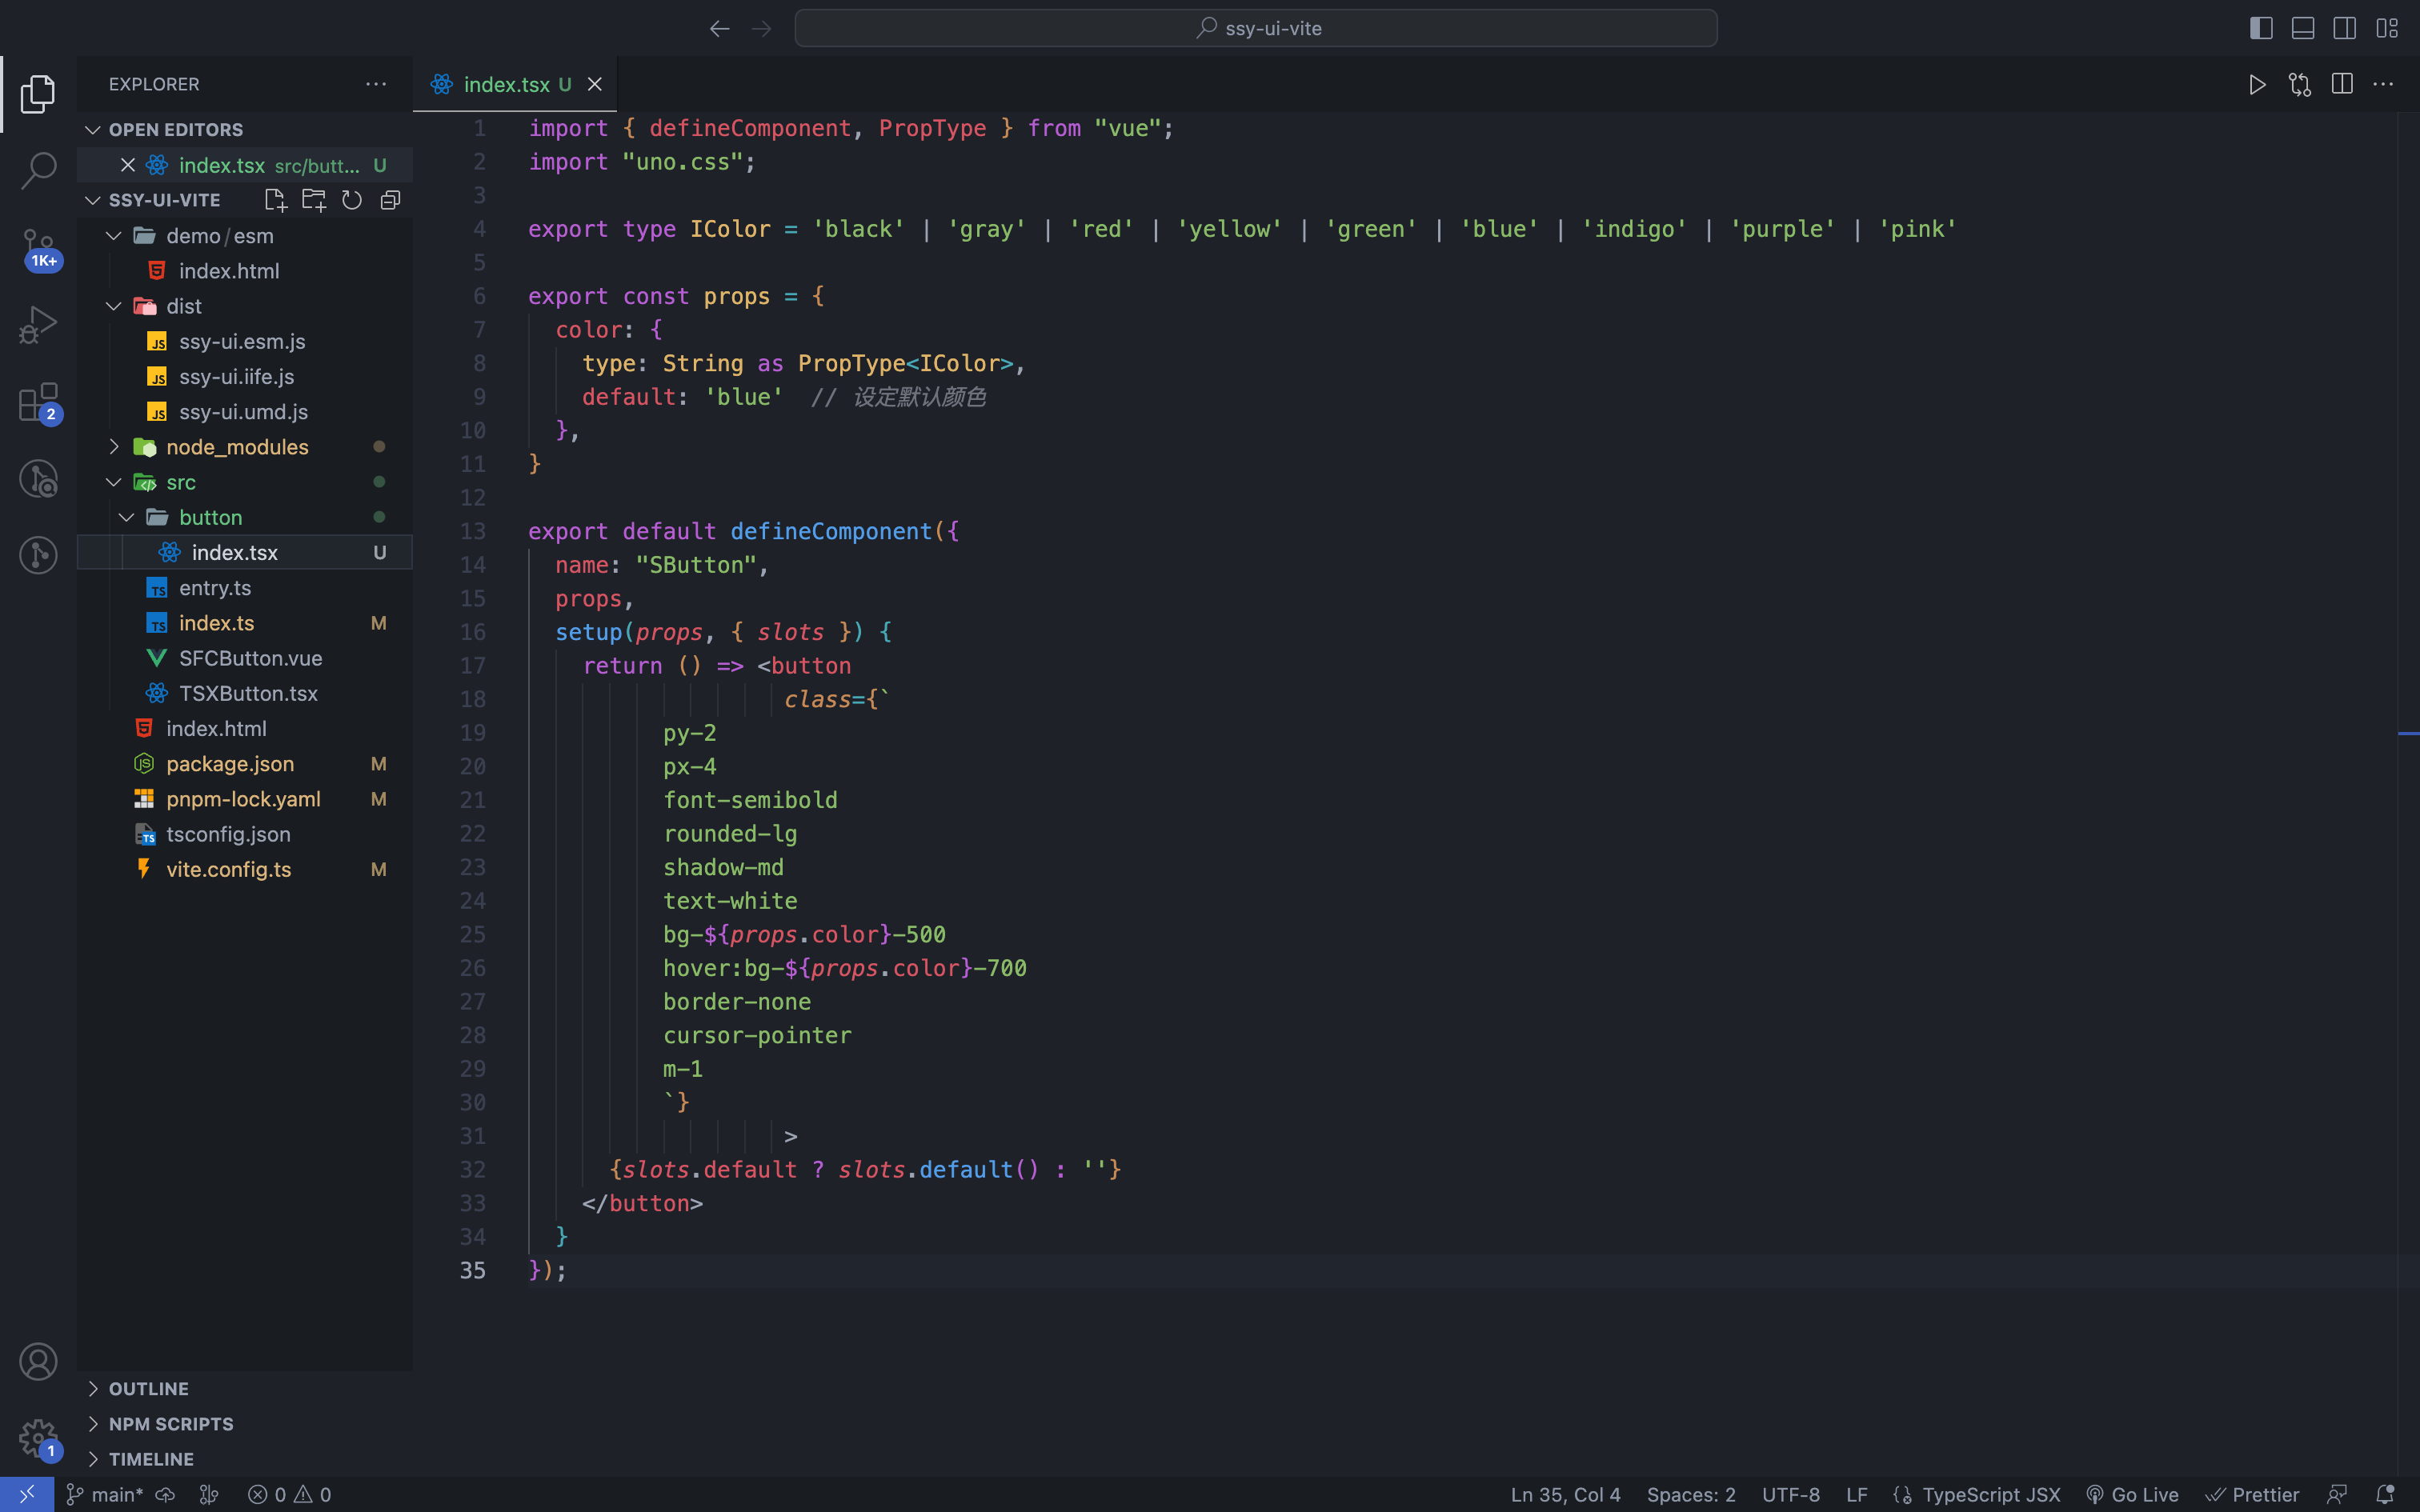 ssy-ui-vite
EXPLORER
OPEN EDITORS
index.tsx src/butt... U
SSY-UI-VITE
demo/esm
index.html
dist
JS ssy-ui.esm.js
JS ssy-ui.iife.js
JS ssy-ui.umd.js
node_modules
src
button
index.tsx U
TS entry.ts
TS index.ts M
SFCButton.vue
TSXButton.tsx
index.html
package.json M
pnpm-lock.yaml M
TS tsconfig.json
vite.config.ts M
OUTLINE
NPM SCRIPTS
TIMELINE
1K+
2
1
index.tsx U
1 import { defineComponent, PropType } from "vue";
2 import "uno.css";
3
4 export type IColor = 'black' | 'gray' | 'red' | 'yellow' | 'green' | 'blue' | 'indigo' | 'purple' | 'pink'
5
6 export const props = {
7 color: {
8 type: String as PropType<IColor>,
9 default: 'blue' // 设定默认颜色
10 },
11 }
12
13 export default defineComponent({
14 name: "SButton",
15 props,
16 setup(props, { slots }) {
17 return () => <button
18 class={`
19 py-2
20 px-4
21 font-semibold
22 rounded-lg
23 shadow-md
24 text-white
25 bg-${props.color}-500
26 hover:bg-${props.color}-700
27 border-none
28 cursor-pointer
29 m-1
30 `}
31 >
32 {slots.default ? slots.default() : ''}
33 </button>
34 }
35 });
main* 0 0 Ln 35, Col 4 Spaces: 2 UTF-8 LF TypeScript JSX Go Live Prettier